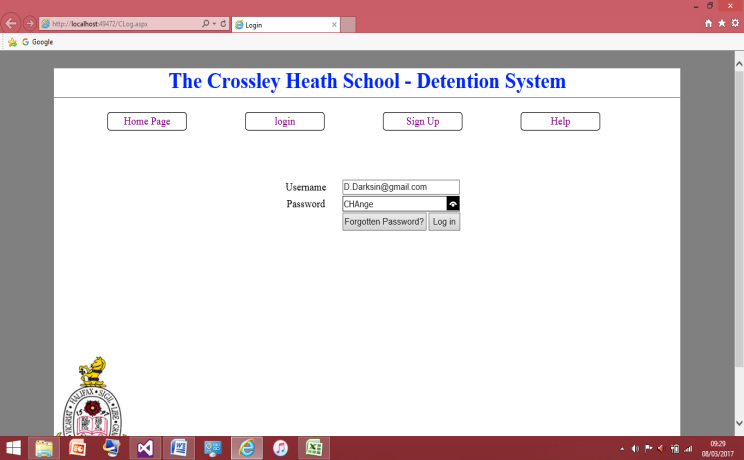 http://localhost:49472/CLog.aspx
Login
Google
The Crossley Heath School - Detention System
Home Page login Sign Up Help
Username D.Darksin@gmail.com
Password CHAnge
Forgotten Password? Log in
HALIFAX
09:29
08/03/2017